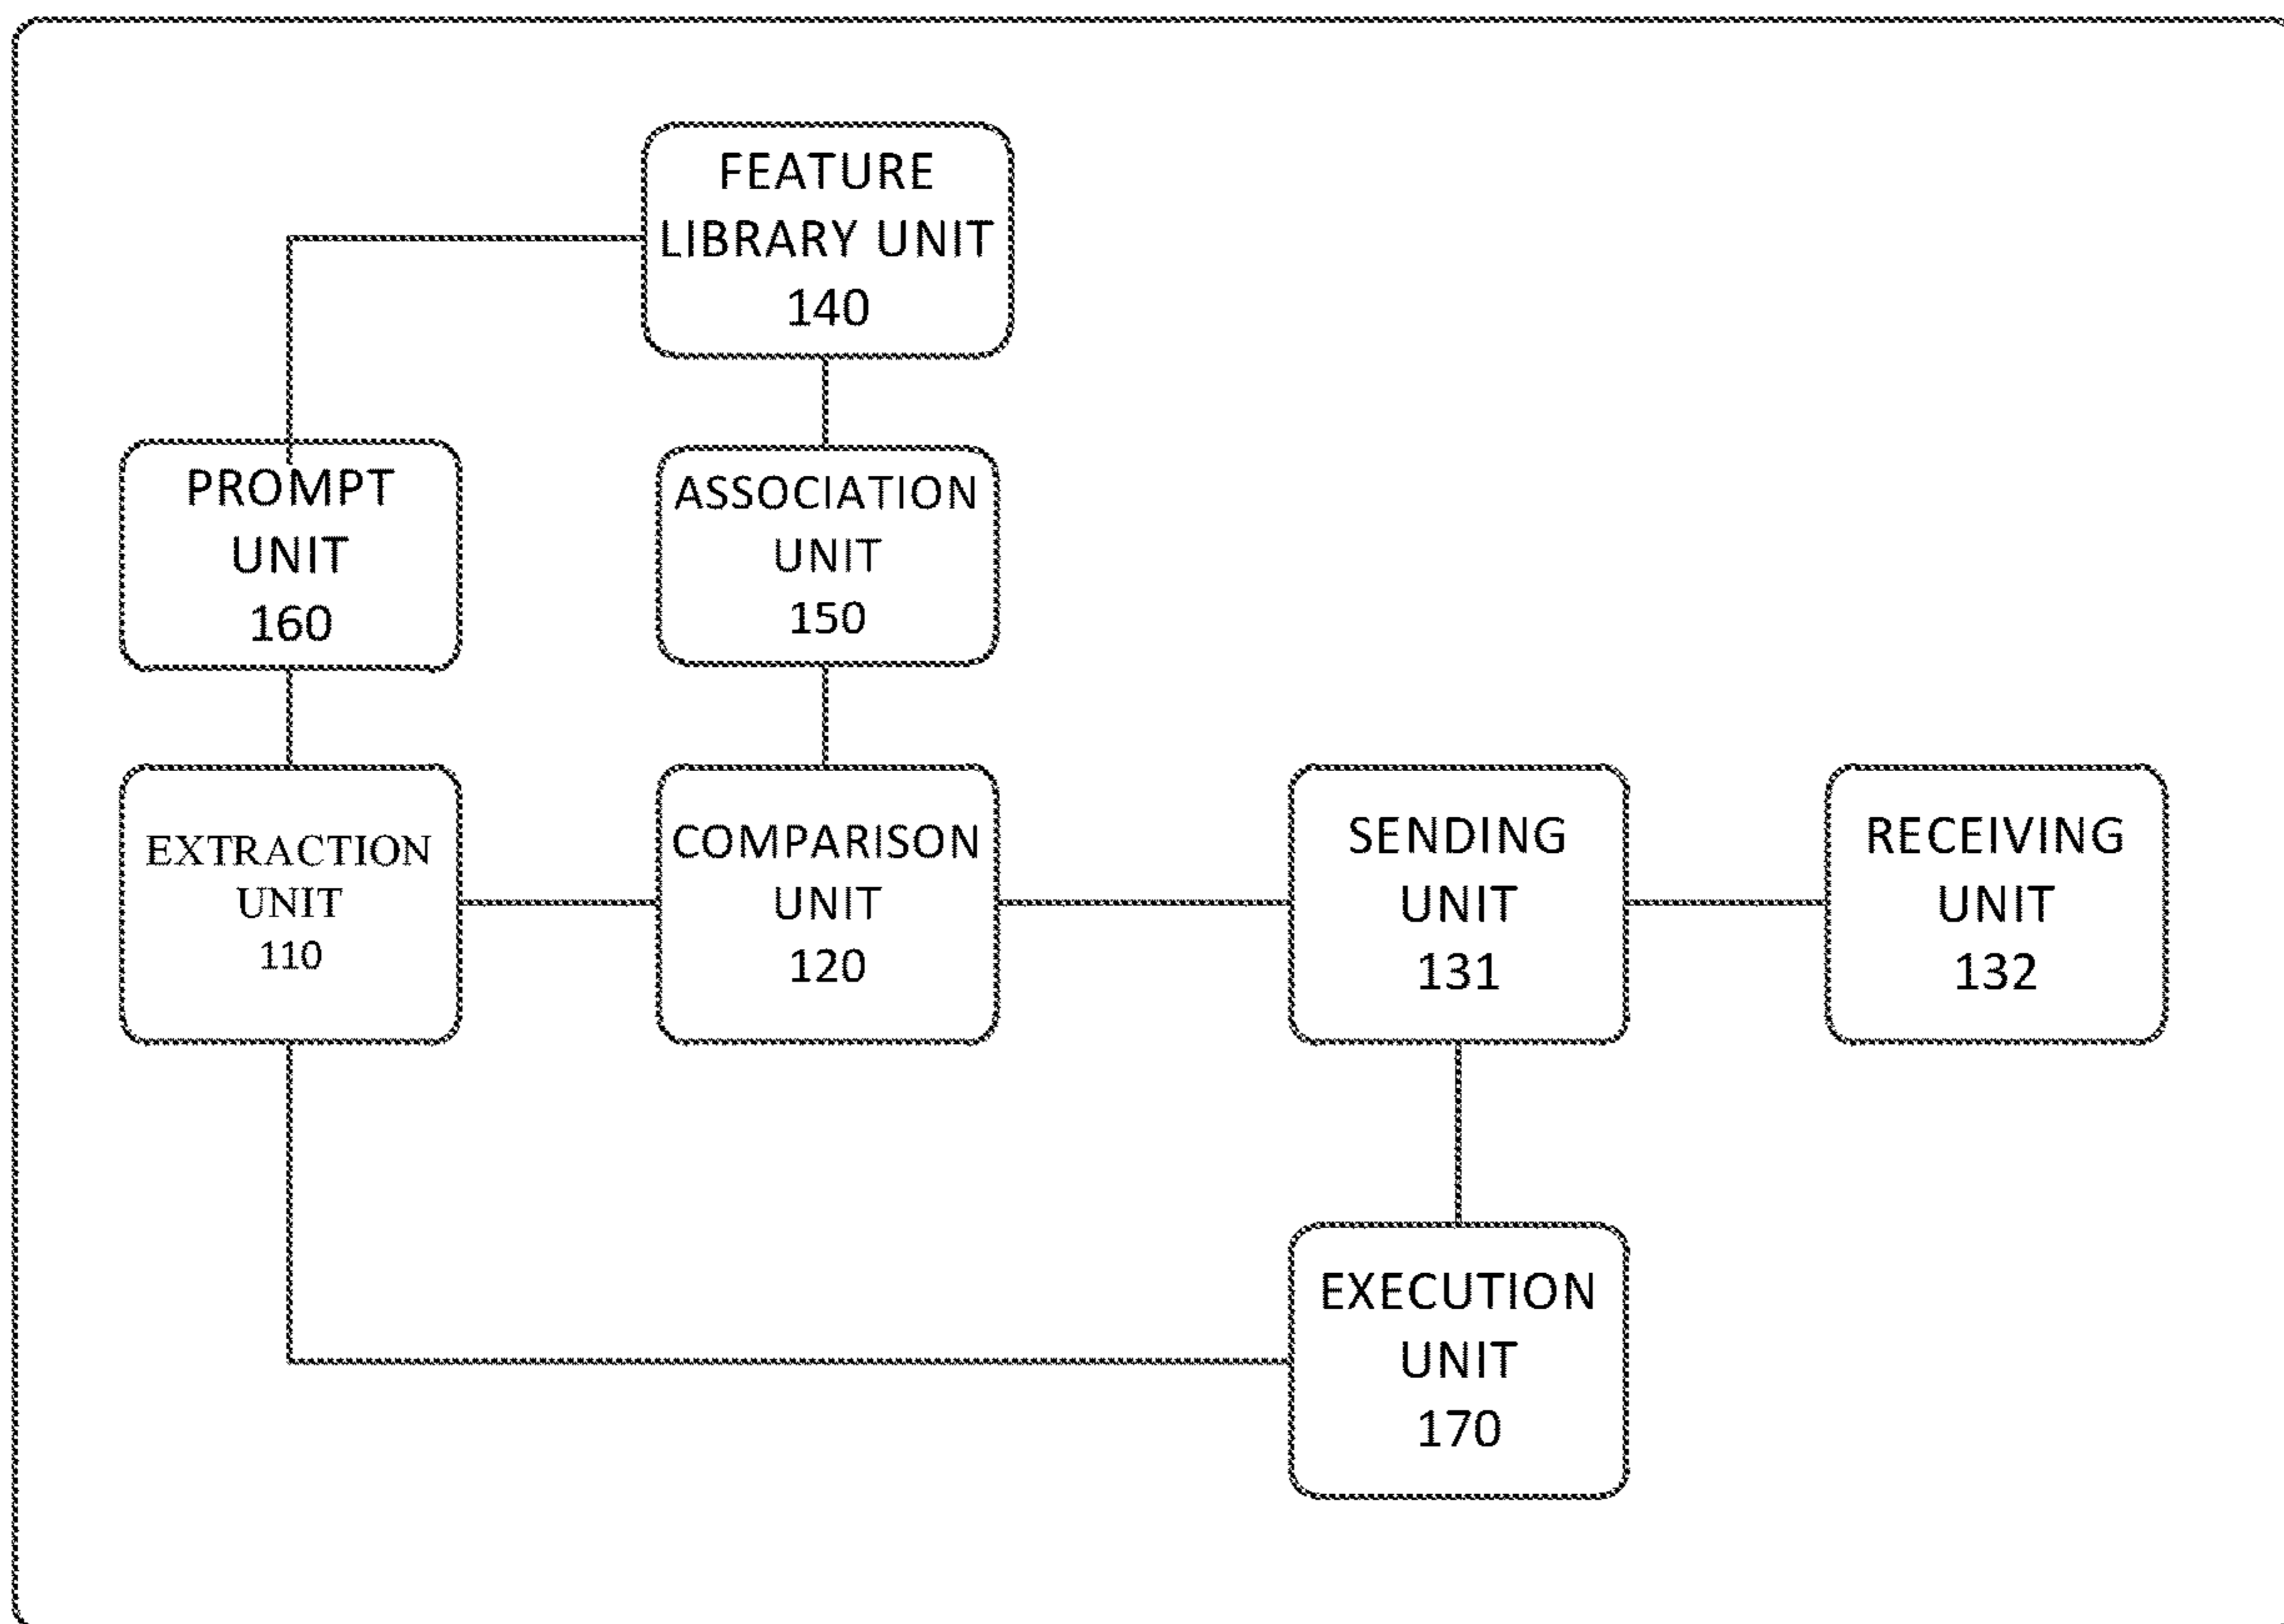 FEATURE
LIBRARY UNIT
140
PROMPT
UNIT
160
ASSOCIATION
UNIT
150
EXTRACTION
UNIT
110
COMPARISON
UNIT
120
SENDING
UNIT
131
RECEIVING
UNIT
132
EXECUTION
UNIT
170